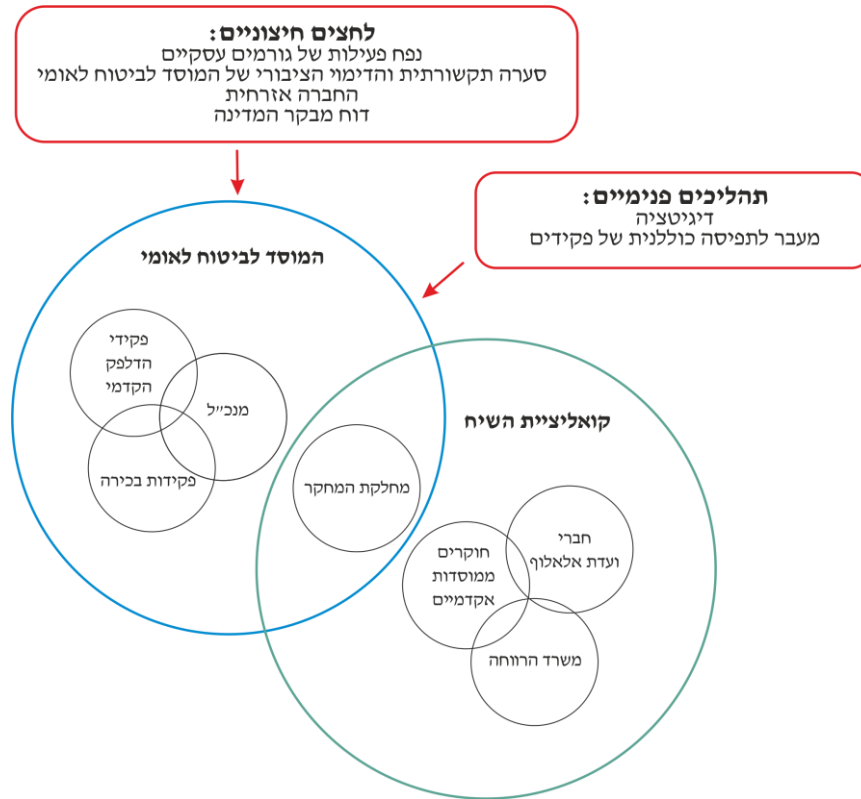 לחצים חיצוניים:
נפח פעילות של גורמים עסקיים
סערה תקשורתית והדימוי הציבורי של המוסד לביטוח לאומי
החברה אזרחית
דוח מבקר המדינה
תהליכים פנימיים:
דיגיטציה
מעבר לתפיסה כוללנית של פקידים
המוסד לביטוח לאומי
פקידי
הדלפק
הקדמי
מנכ״ל
פקידות בכירה
מחלקת המחקר
קואליציית השיח
חברי
ועדת אלאלוף
חוקרים
ממוסדות
אקדמיים
משרד הרווחה